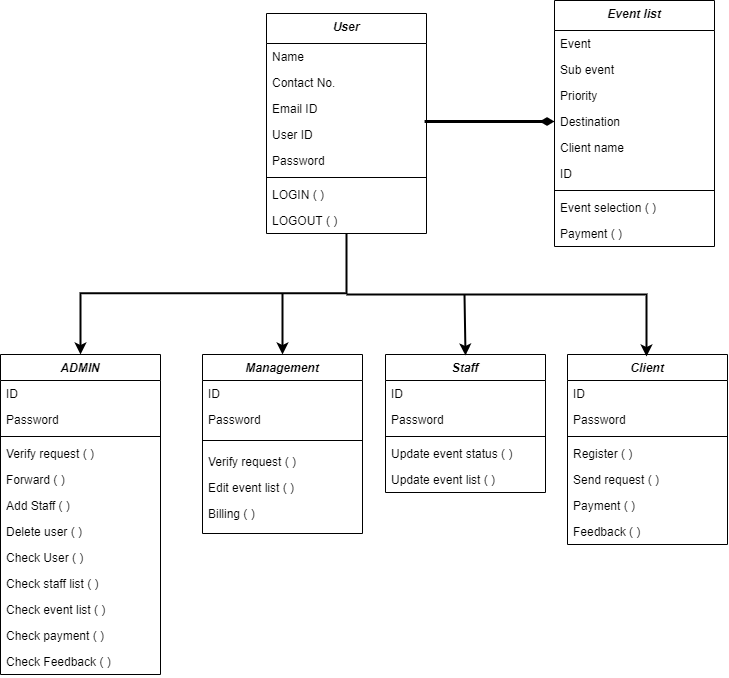 User
Name
Contact No.
Email ID
User ID
Password
LOGIN ( )
LOGOUT ( )
Event list
Event
Sub event
Priority
Destination
Client name
ID
Event selection ( )
Payment ( )
ADMIN
ID
Password
Verify request ( )
Forward ( )
Add Staff ( )
Delete user ( )
Check User ( )
Check staff list ( )
Check event list ( )
Check payment ( )
Check Feedback ( )
Management
ID
Password
Verify request ( )
Edit event list ( )
Billing ( )
Staff
ID
Password
Update event status ( )
Update event list ( )
Client
ID
Password
Register ( )
Send request ( )
Payment ( )
Feedback ( )